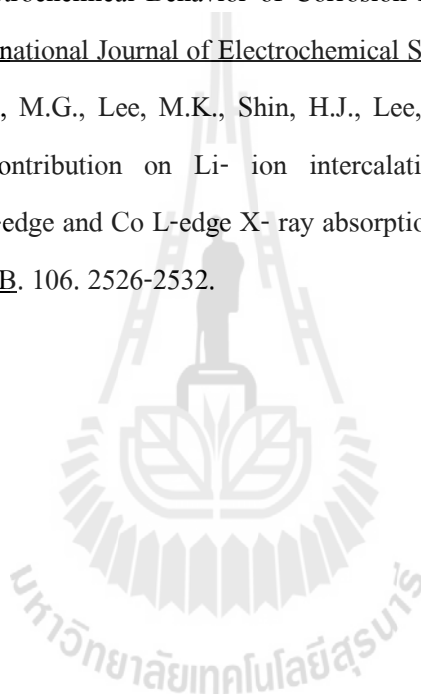 trochemical Behavior of Corrosion
national Journal of Electrochemical S
, M.G., Lee, M.K., Shin, H.J., Lee,
ontribution on Li- ion intercalati
-edge and Co L-edge X- ray absorptio
B. 106. 2526-2532.
มหาวิทยาลัยเทคโนโลยีสุรนารี